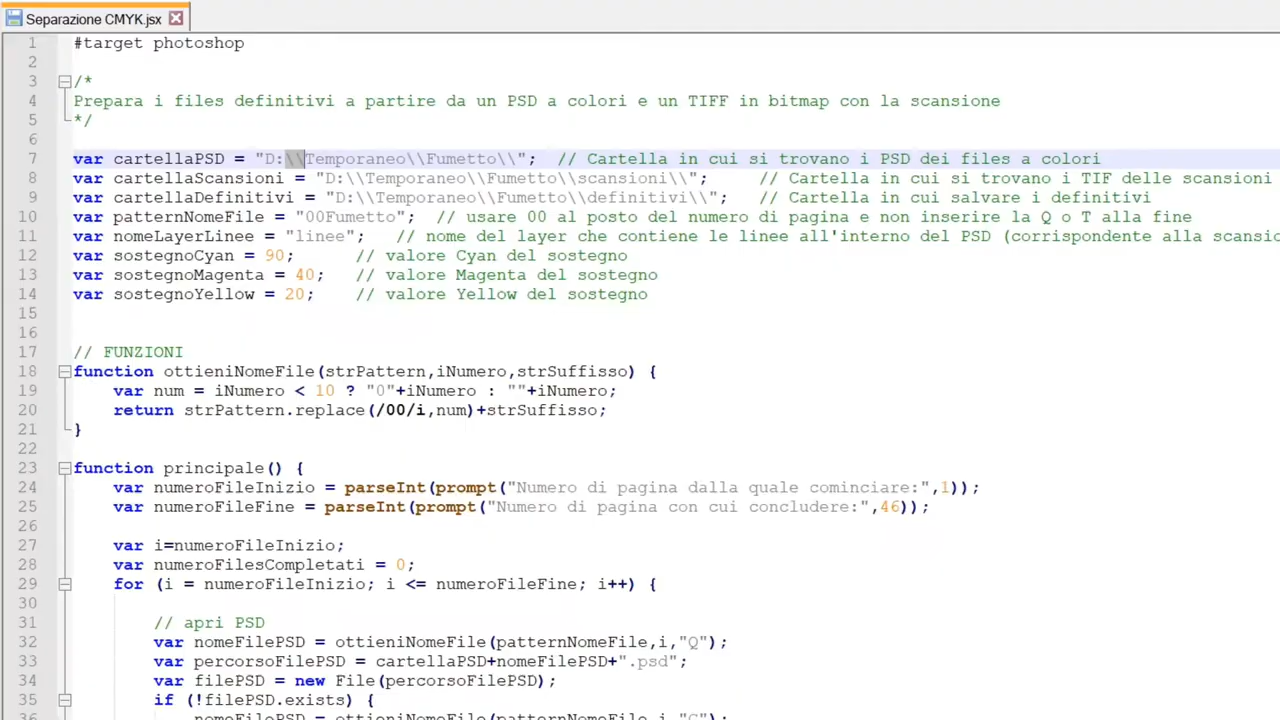 Separazione CMYK.jsx
1 #target photoshop
2
3 /*
4 Prepara i files definitivi a partire da un PSD a colori e un TIFF in bitmap con la scansione
5 */
6
7 var cartellaPSD = "D:\\Temporaneo\\Fumetto\\"; // Cartella in cui si trovano i PSD dei files a colori
8 var cartellaScansioni = "D:\\Temporaneo\\Fumetto\\scansioni\\"; // Cartella in cui si trovano i TIF delle scansioni
9 var cartellaDefinitivi = "D:\\Temporaneo\\Fumetto\\definitivi\\"; // Cartella in cui salvare i definitivi
10 var patternNomeFile = "00Fumetto"; // usare 00 al posto del numero di pagina e non inserire la Q o T alla fine
11 var nomeLayerLinee = "linee"; // nome del layer che contiene le linee all'interno del PSD (corrispondente alla scansio
12 var sostegnoCyan = 90; // valore Cyan del sostegno
13 var sostegnoMagenta = 40; // valore Magenta del sostegno
14 var sostegnoYellow = 20; // valore Yellow del sostegno
15
16
17 // FUNZIONI
18 function ottieniNomeFile(strPattern,iNumero,strSuffisso) {
19 var num = iNumero < 10 ? "0"+iNumero : ""+iNumero;
20 return strPattern.replace(/00/i,num)+strSuffisso;
21 }
22
23 function principale() {
24 var numeroFileInizio = parseInt(prompt("Numero di pagina dalla quale cominciare:",1));
25 var numeroFileFine = parseInt(prompt("Numero di pagina con cui concludere:",46));
26
27 var i=numeroFileInizio;
28 var numeroFilesCompletati = 0;
29 for (i = numeroFileInizio; i <= numeroFileFine; i++) {
30
31 // apri PSD
32 var nomeFilePSD = ottieniNomeFile(patternNomeFile,i,"Q");
33 var percorsoFilePSD = cartellaPSD+nomeFilePSD+".psd";
34 var filePSD = new File(percorsoFilePSD);
35 if (!filePSD.exists) {
36 nomeFilePSD = ottieniNomeFile(patternNomeFile,i,